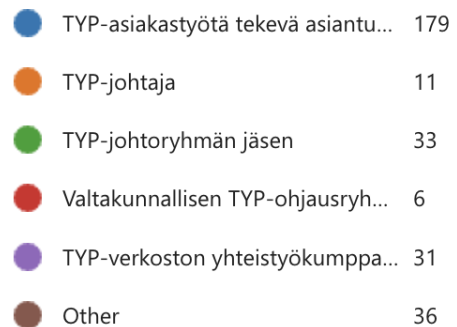 TYP-asiakastyötä tekevä asiantu... 179
TYP-johtaja 11
TYP-johtoryhmän jäsen 33
Valtakunnallisen TYP-ohjausryh... 6
TYP-verkoston yhteistyökumppa... 31
Other 36